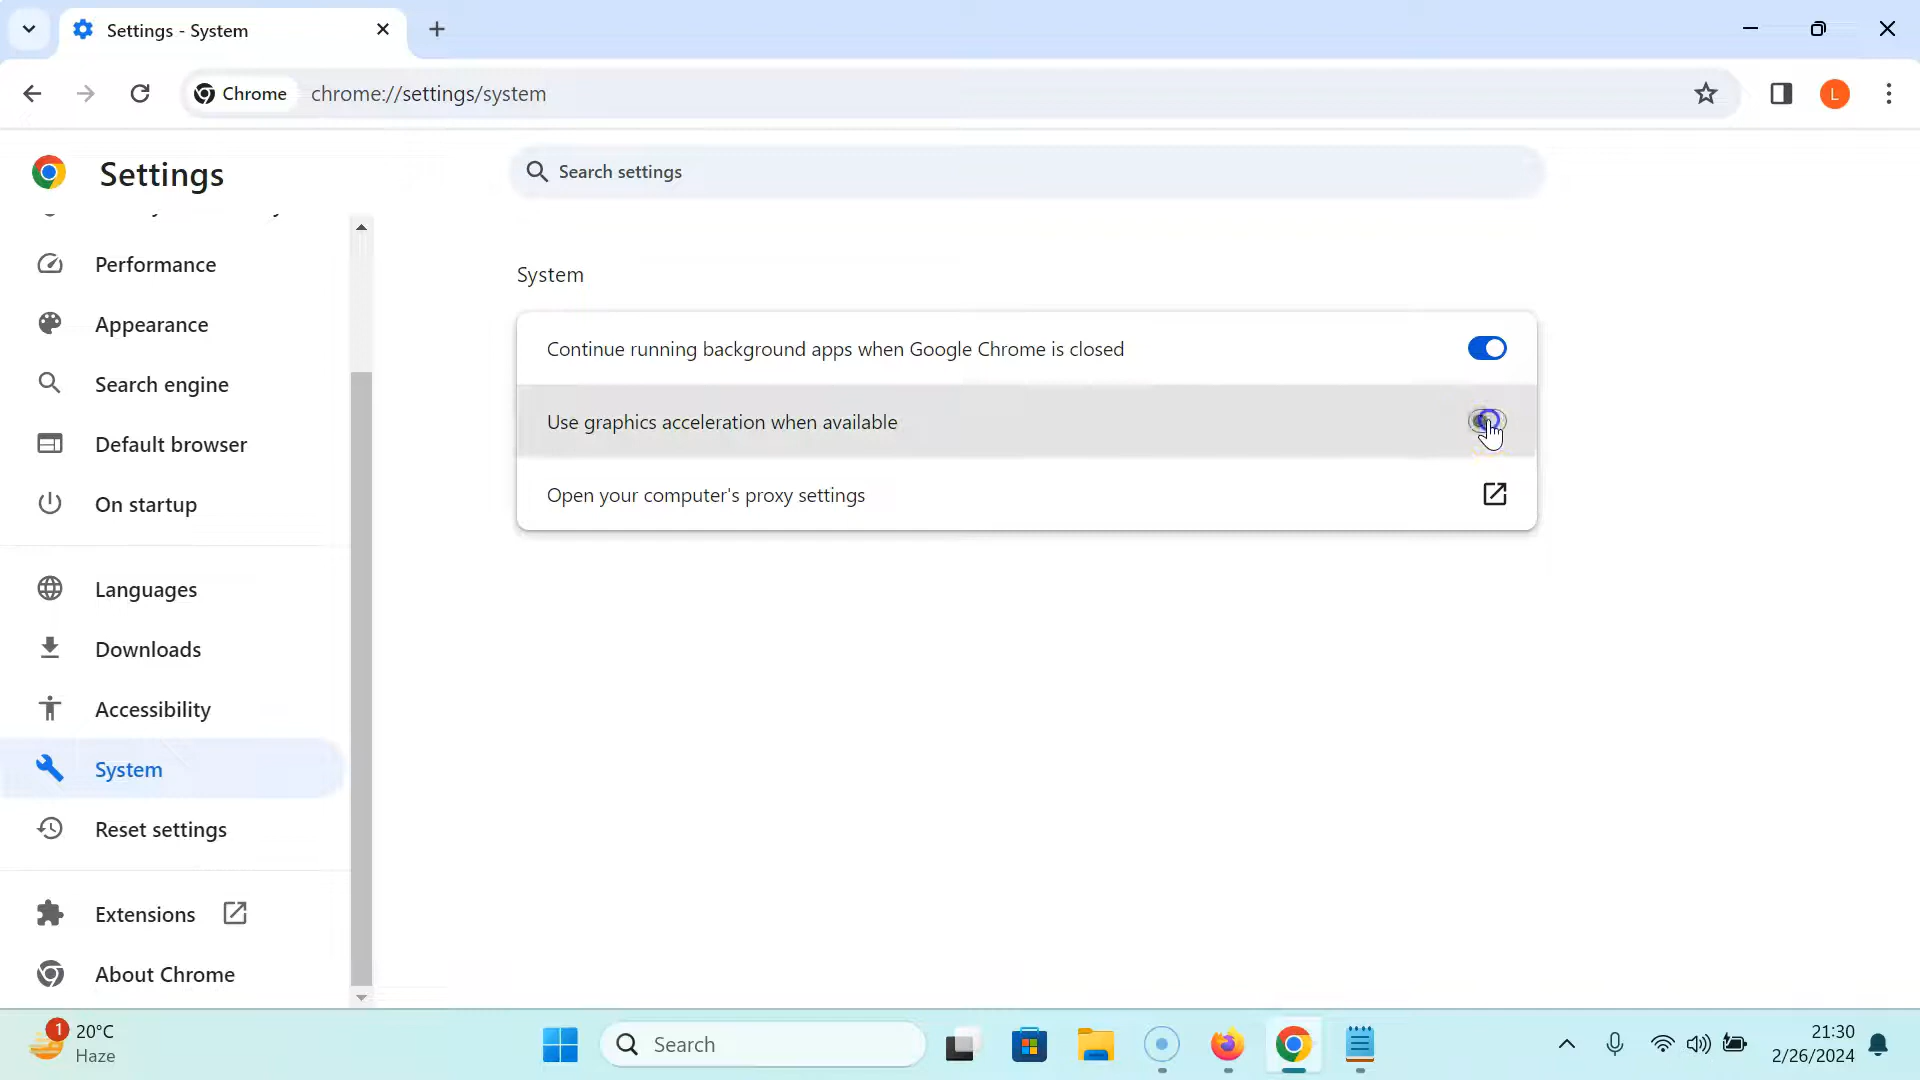 Settings - System
Chrome
chrome://settings/system
Settings
Search settings
Performance
Appearance
Search engine
Default browser
On startup
Languages
Downloads
Accessibility
System
Reset settings
Extensions
About Chrome
System
Continue running background apps when Google Chrome is closed
Use graphics acceleration when available
Open your computer's proxy settings
L
1
20°C
Haze
Search
21:30
2/26/2024